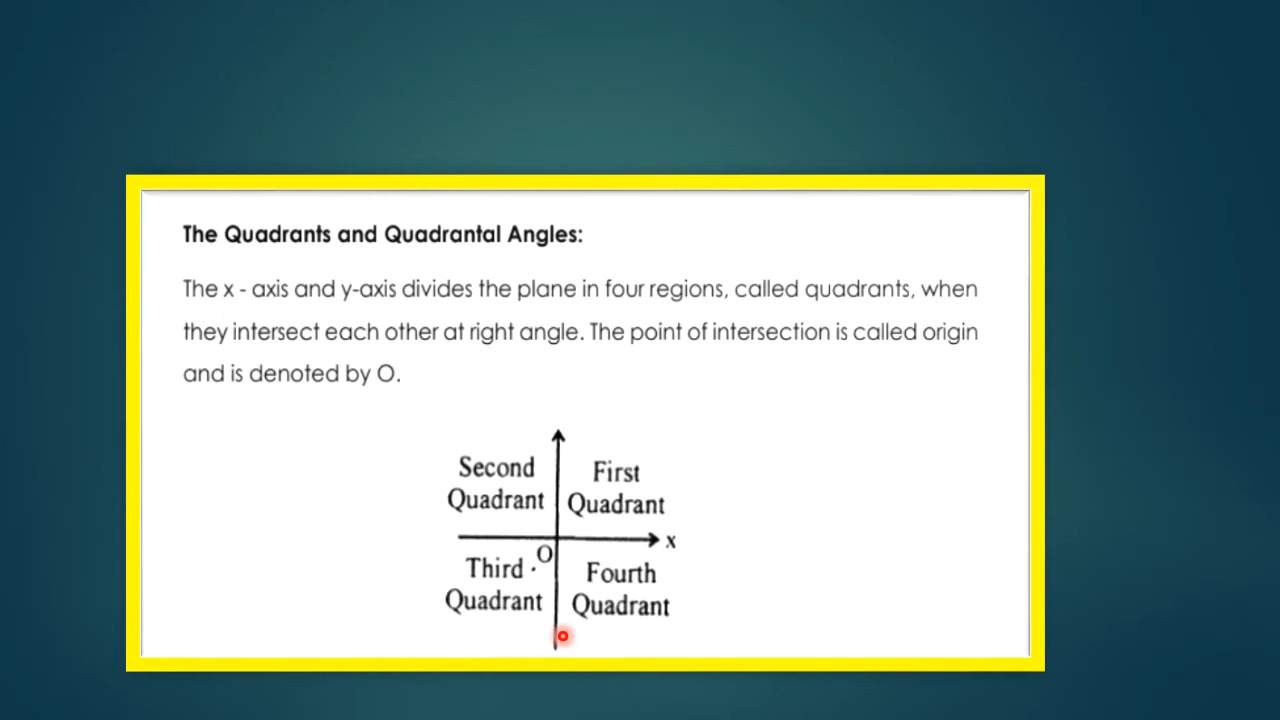 The Quadrants and Quadrantal Angles:
The x - axis and y-axis divides the plane in four regions, called quadrants, when
they intersect each other at right angle. The point of intersection is called origin
and is denoted by O.
Second
Quadrant
First
Quadrant
x
O
Third
Quadrant
Fourth
Quadrant